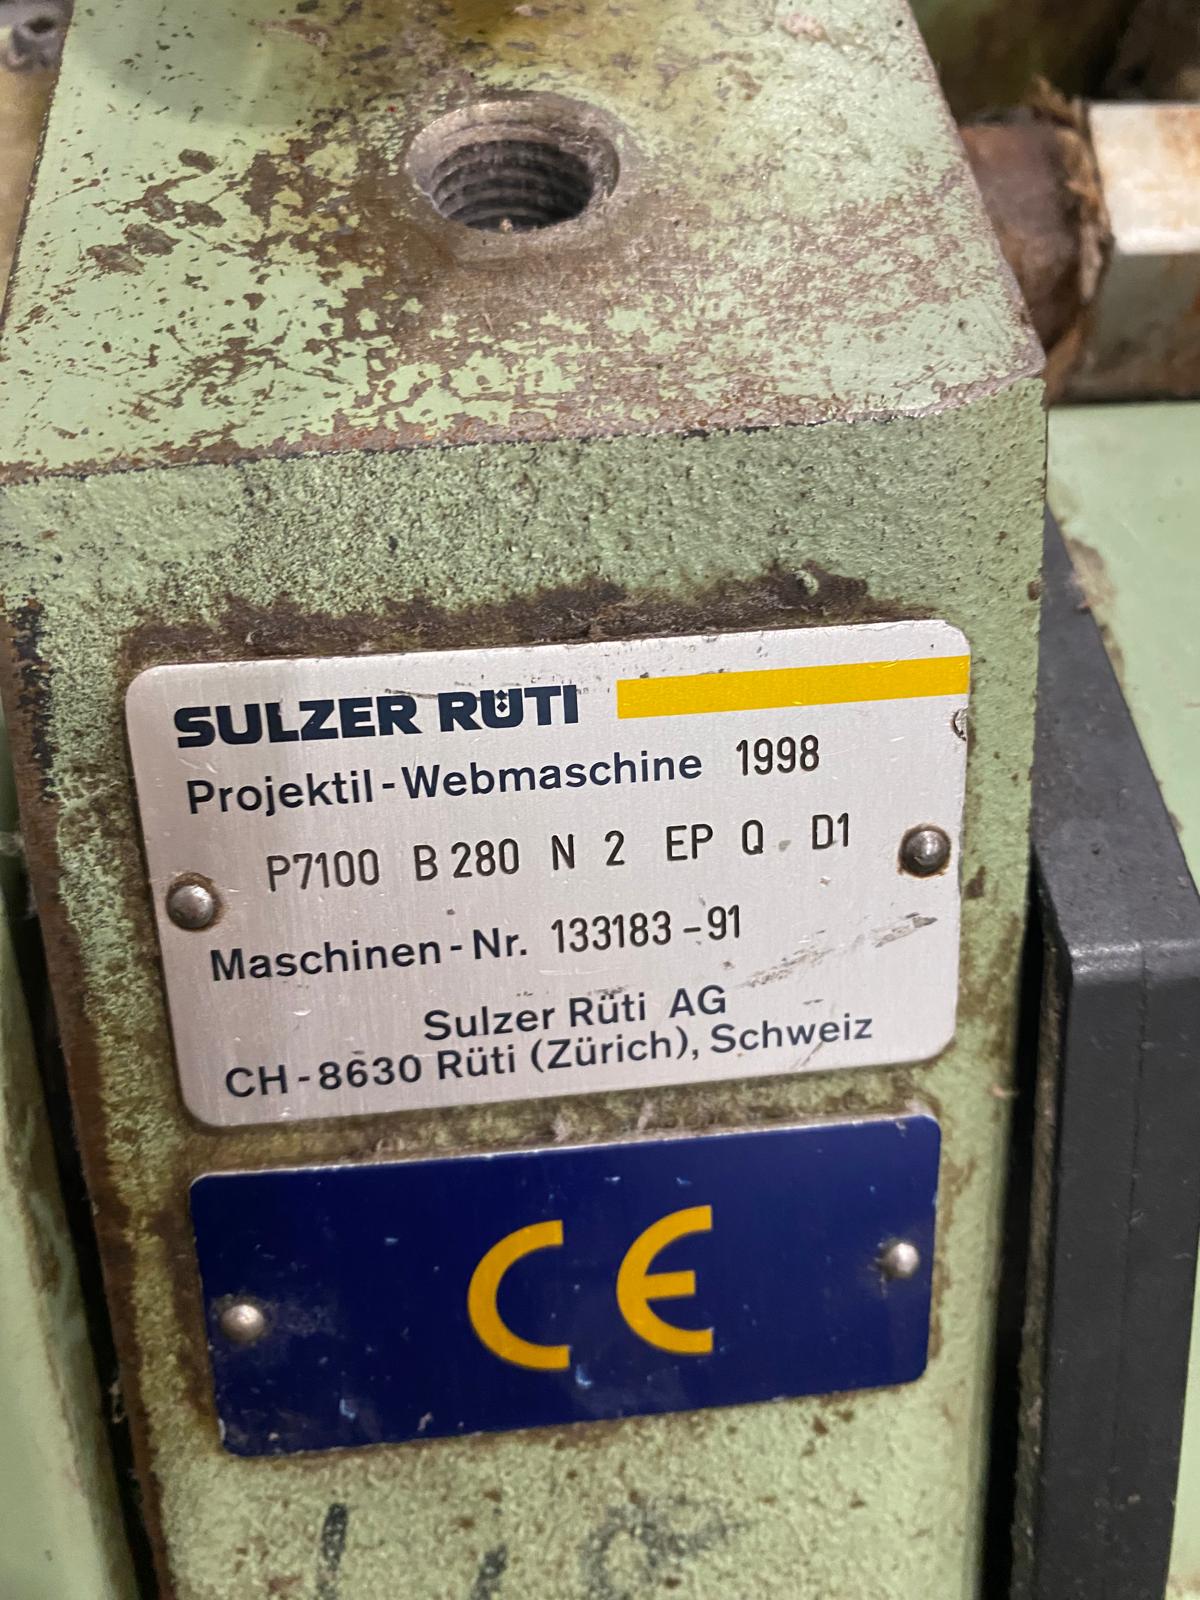 SULZER RÜTI
Projektil-Webmaschine 1998
P7100 B 280 N 2 EP Q D1
Maschinen-Nr. 133183-91
Sulzer Rüti AG
CH-8630 Rüti (Zürich), Schweiz
CE